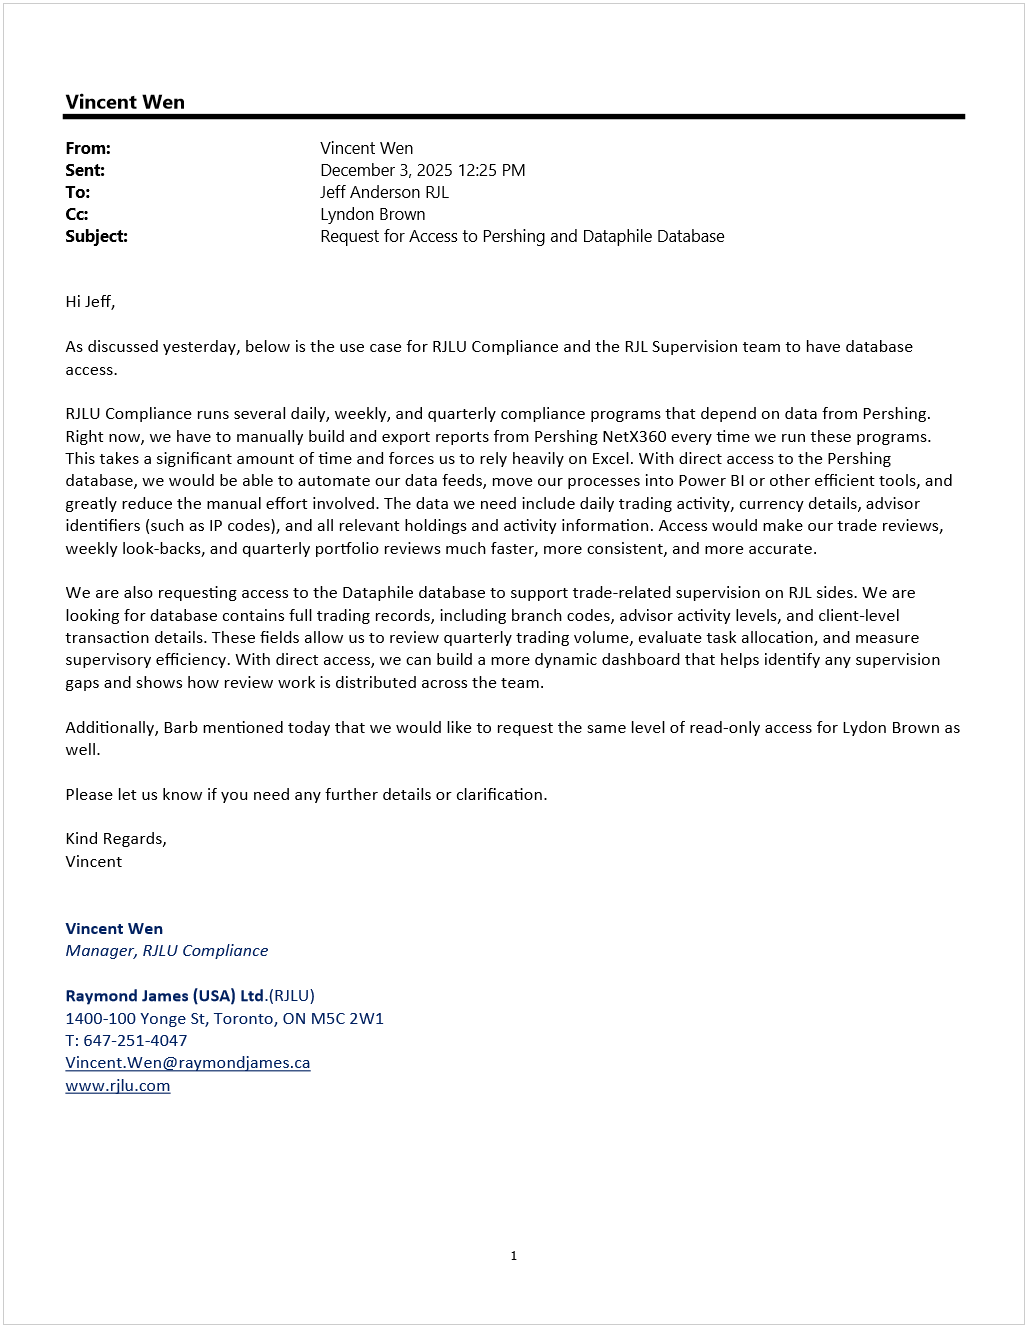 Vincent Wen
From: Vincent Wen
Sent: December 3, 2025 12:25 PM
To: Jeff Anderson RJL
Cc: Lyndon Brown
Subject: Request for Access to Pershing and Dataphile Database
Hi Jeff,
As discussed yesterday, below is the use case for RJLU Compliance and the RJL Supervision team to have database
access.
RJLU Compliance runs several daily, weekly, and quarterly compliance programs that depend on data from Pershing.
Right now, we have to manually build and export reports from Pershing NetX360 every time we run these programs.
This takes a significant amount of time and forces us to rely heavily on Excel. With direct access to the Pershing
database, we would be able to automate our data feeds, move our processes into Power BI or other efficient tools, and
greatly reduce the manual effort involved. The data we need include daily trading activity, currency details, advisor
identifiers (such as IP codes), and all relevant holdings and activity information. Access would make our trade reviews,
weekly look-backs, and quarterly portfolio reviews much faster, more consistent, and more accurate.
We are also requesting access to the Dataphile database to support trade-related supervision on RJL sides. We are
looking for database contains full trading records, including branch codes, advisor activity levels, and client-level
transaction details. These fields allow us to review quarterly trading volume, evaluate task allocation, and measure
supervisory efficiency. With direct access, we can build a more dynamic dashboard that helps identify any supervision
gaps and shows how review work is distributed across the team.
Additionally, Barb mentioned today that we would like to request the same level of read-only access for Lydon Brown as
well.
Please let us know if you need any further details or clarification.
Kind Regards,
Vincent
Vincent Wen
Manager, RJLU Compliance
Raymond James (USA) Ltd.(RJLU)
1400-100 Yonge St, Toronto, ON M5C 2W1
T: 647-251-4047
Vincent.Wen@raymondjames.ca
www.rjlu.com
1